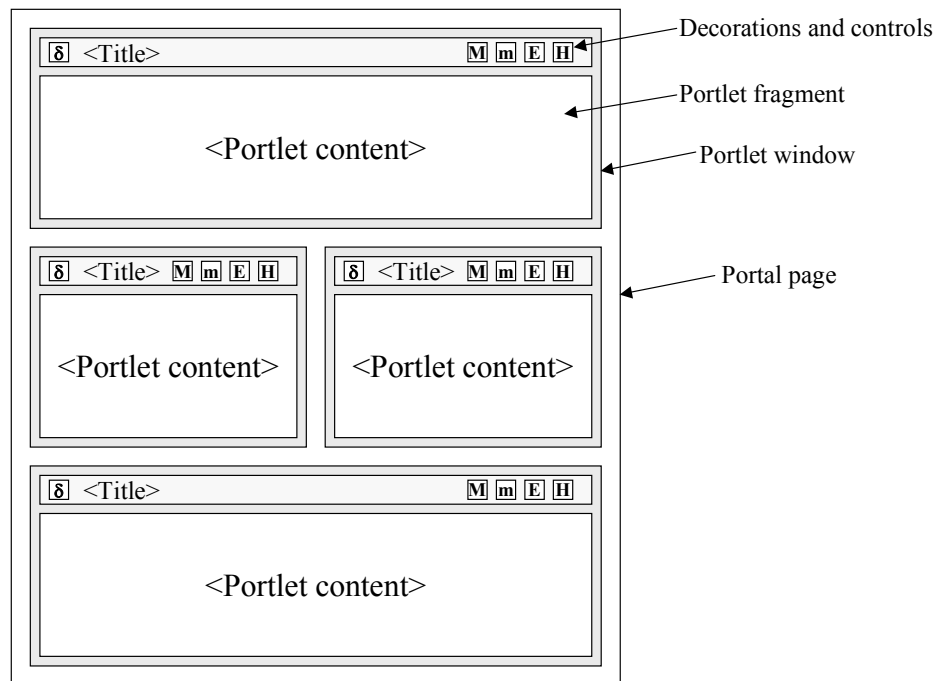 Decorations and controls
δ <Title> M m E H
Portlet fragment
<Portlet content>
Portlet window
δ <Title> M m E H
δ <Title> M m E H
Portal page
<Portlet content>
<Portlet content>
δ <Title> M m E H
<Portlet content>